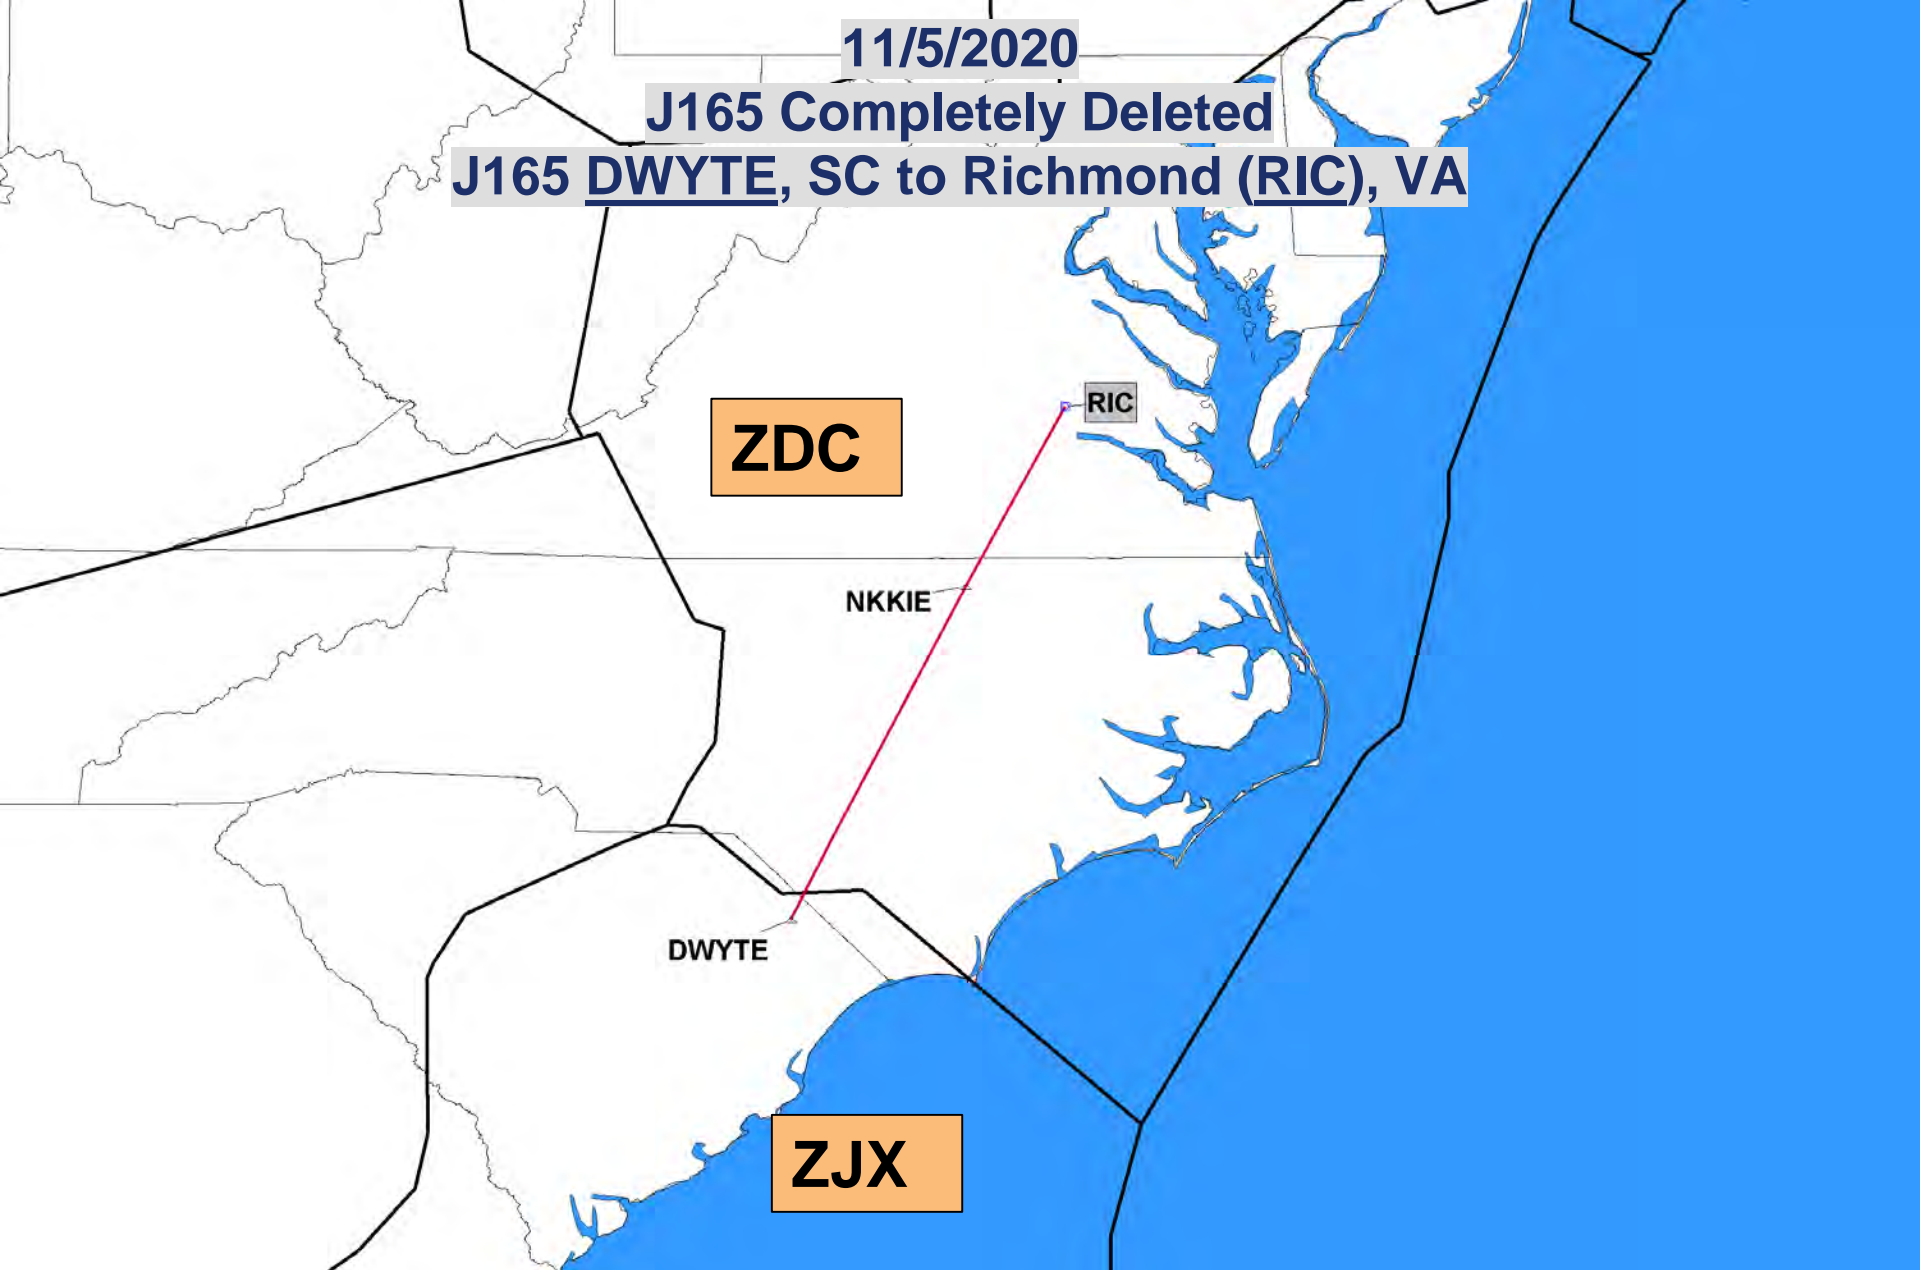 11/5/2020
J165 Completely Deleted
J165 DWYTE, SC to Richmond (RIC), VA
RIC
ZDC
NKKIE
DWYTE
ZJX